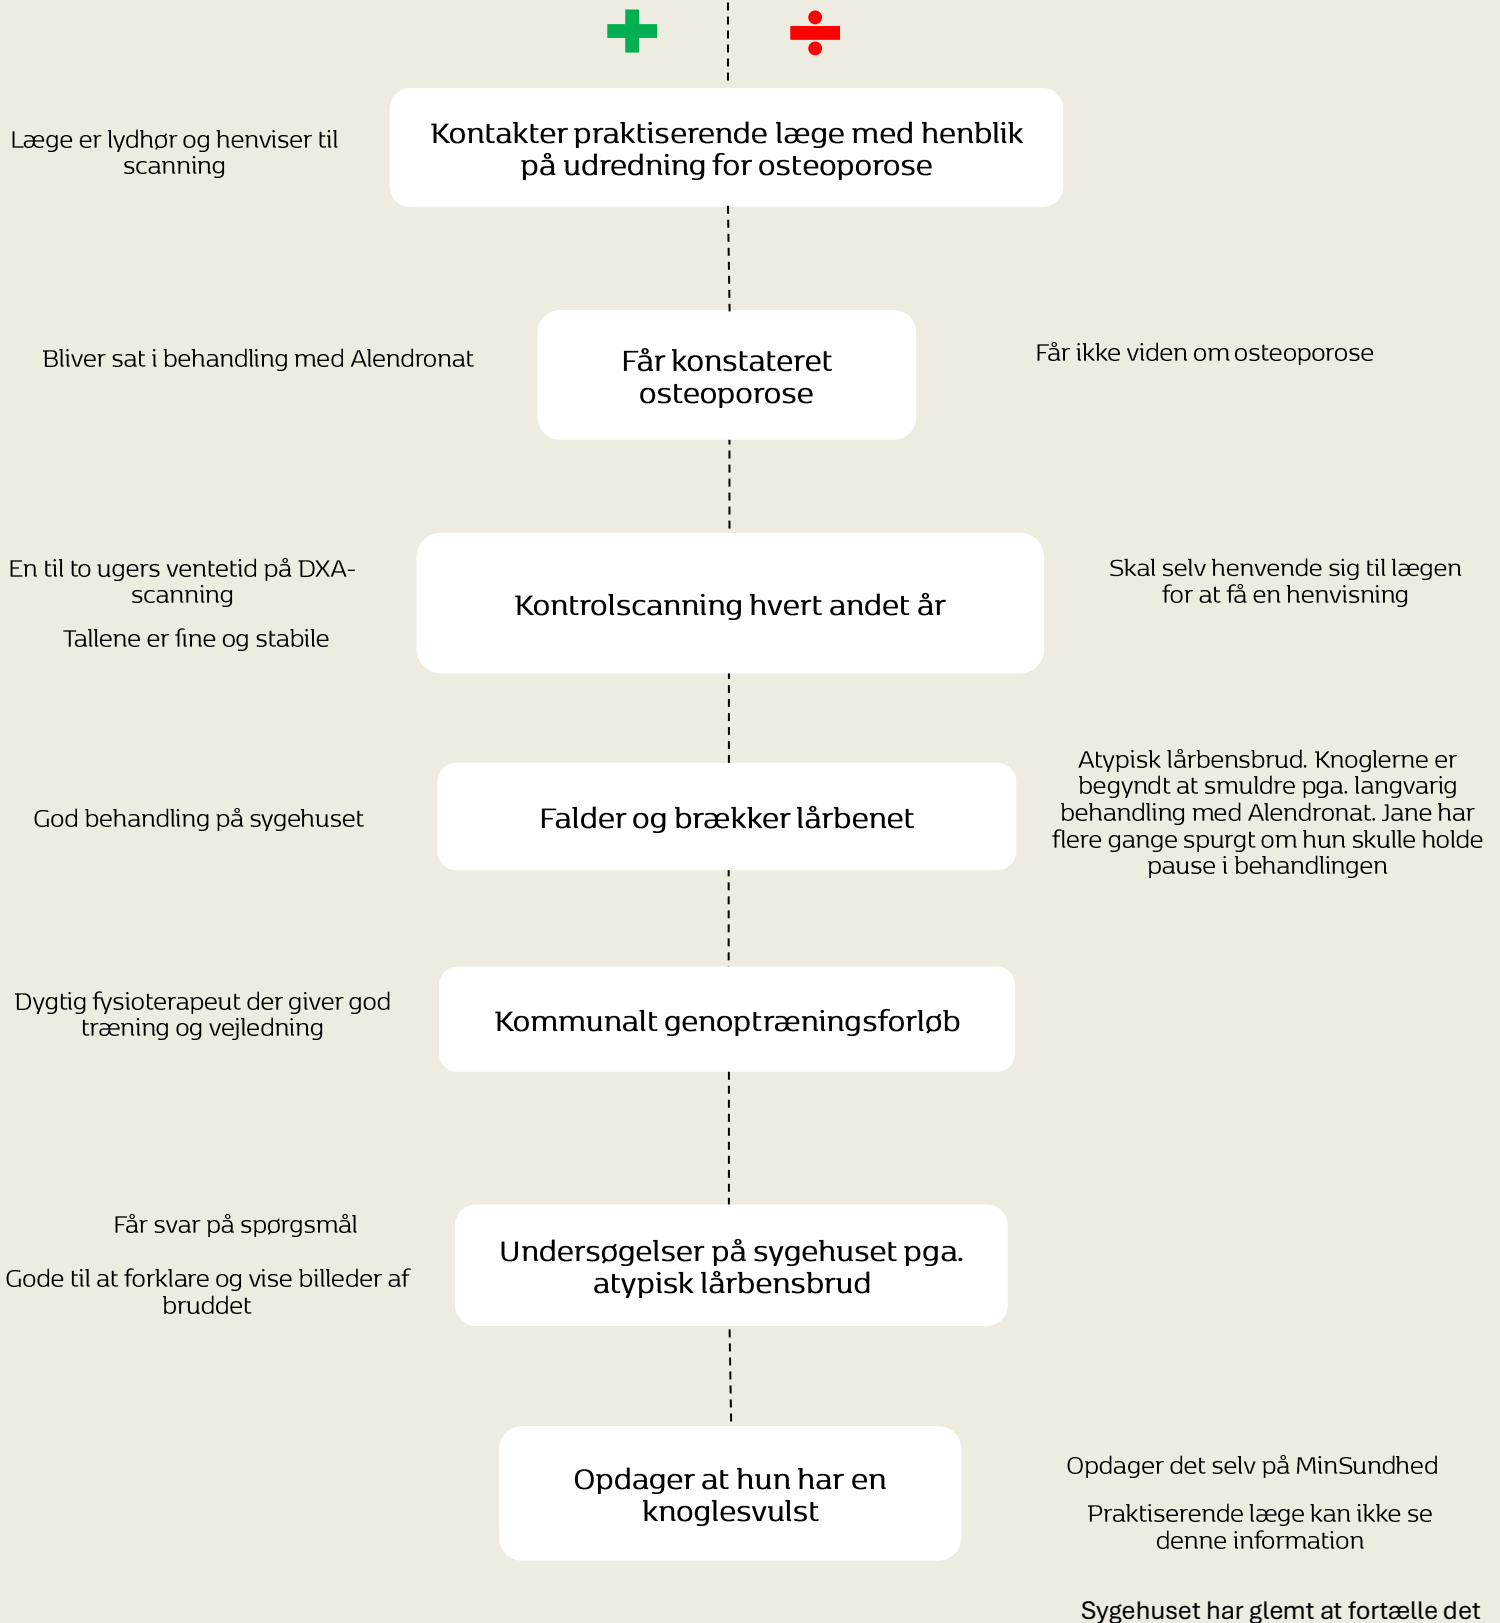 Læge er lydhør og henviser til
scanning
Kontakter praktiserende læge med henblik
på udredning for osteoporose
Bliver sat i behandling med Alendronat
Får konstateret
osteoporose
Får ikke viden om osteoporose
En til to ugers ventetid på DXA-
scanning
Tallene er fine og stabile
Kontrolscanning hvert andet år
Skal selv henvende sig til lægen
for at få en henvisning
God behandling på sygehuset
Falder og brækker lårbenet
Atypisk lårbensbrud. Knoglerne er
begyndt at smuldre pga. langvarig
behandling med Alendronat. Jane har
flere gange spurgt om hun skulle holde
pause i behandlingen
Dygtig fysioterapeut der giver god
træning og vejledning
Kommunalt genoptræningsforløb
Får svar på spørgsmål
Gode til at forklare og vise billeder af
bruddet
Undersøgelser på sygehuset pga.
atypisk lårbensbrud
Opdager at hun har en
knoglesvulst
Opdager det selv på MinSundhed
Praktiserende læge kan ikke se
denne information
Sygehuset har glemt at fortælle det